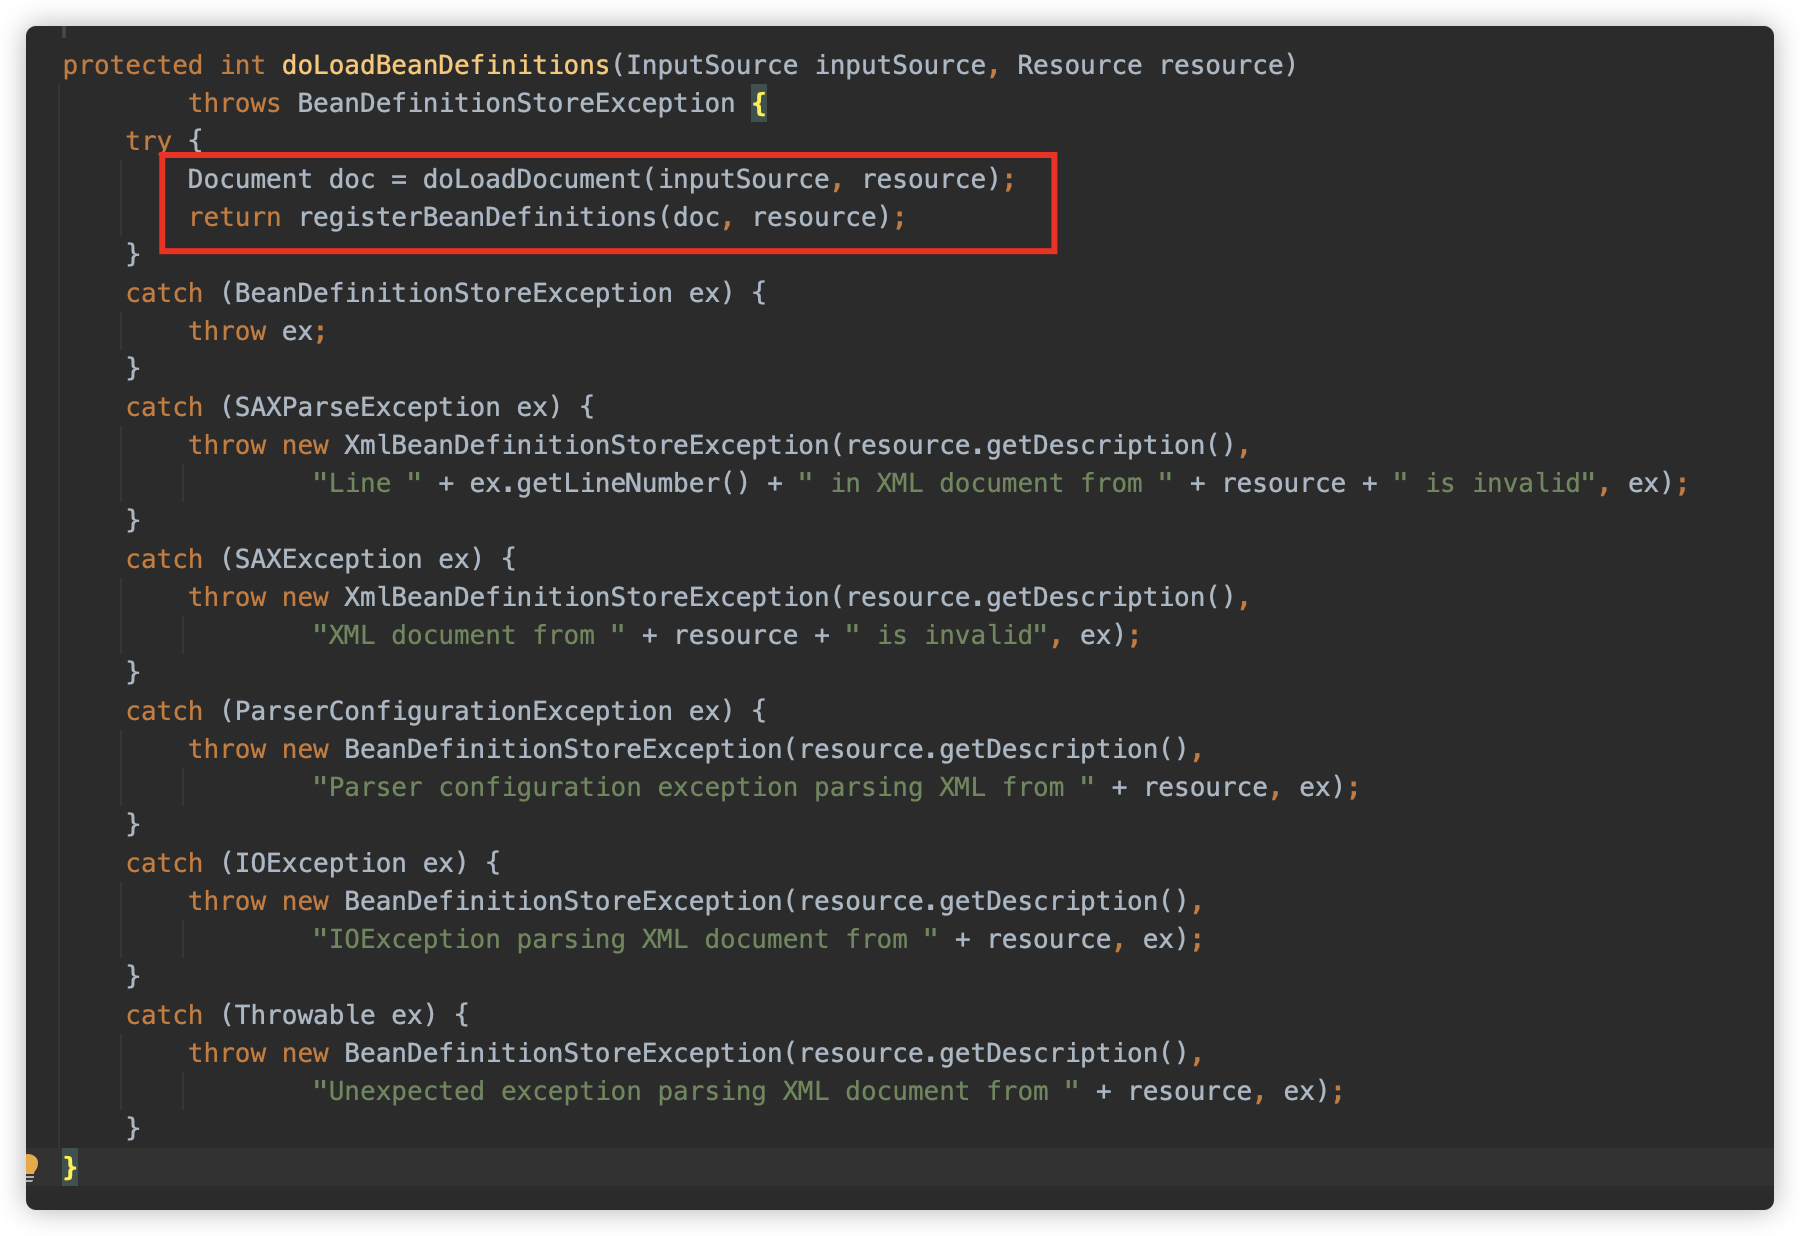 protected int doLoadBeanDefinitions(InputSource inputSource, Resource resource)
        throws BeanDefinitionStoreException {
    try {
        Document doc = doLoadDocument(inputSource, resource);
        return registerBeanDefinitions(doc, resource);
    }
    catch (BeanDefinitionStoreException ex) {
        throw ex;
    }
    catch (SAXParseException ex) {
        throw new XmlBeanDefinitionStoreException(resource.getDescription(),
                "Line " + ex.getLineNumber() + " in XML document from " + resource + " is invalid", ex);
    }
    catch (SAXException ex) {
        throw new XmlBeanDefinitionStoreException(resource.getDescription(),
                "XML document from " + resource + " is invalid", ex);
    }
    catch (ParserConfigurationException ex) {
        throw new BeanDefinitionStoreException(resource.getDescription(),
                "Parser configuration exception parsing XML from " + resource, ex);
    }
    catch (IOException ex) {
        throw new BeanDefinitionStoreException(resource.getDescription(),
                "IOException parsing XML document from " + resource, ex);
    }
    catch (Throwable ex) {
        throw new BeanDefinitionStoreException(resource.getDescription(),
                "Unexpected exception parsing XML document from " + resource, ex);
    }
}